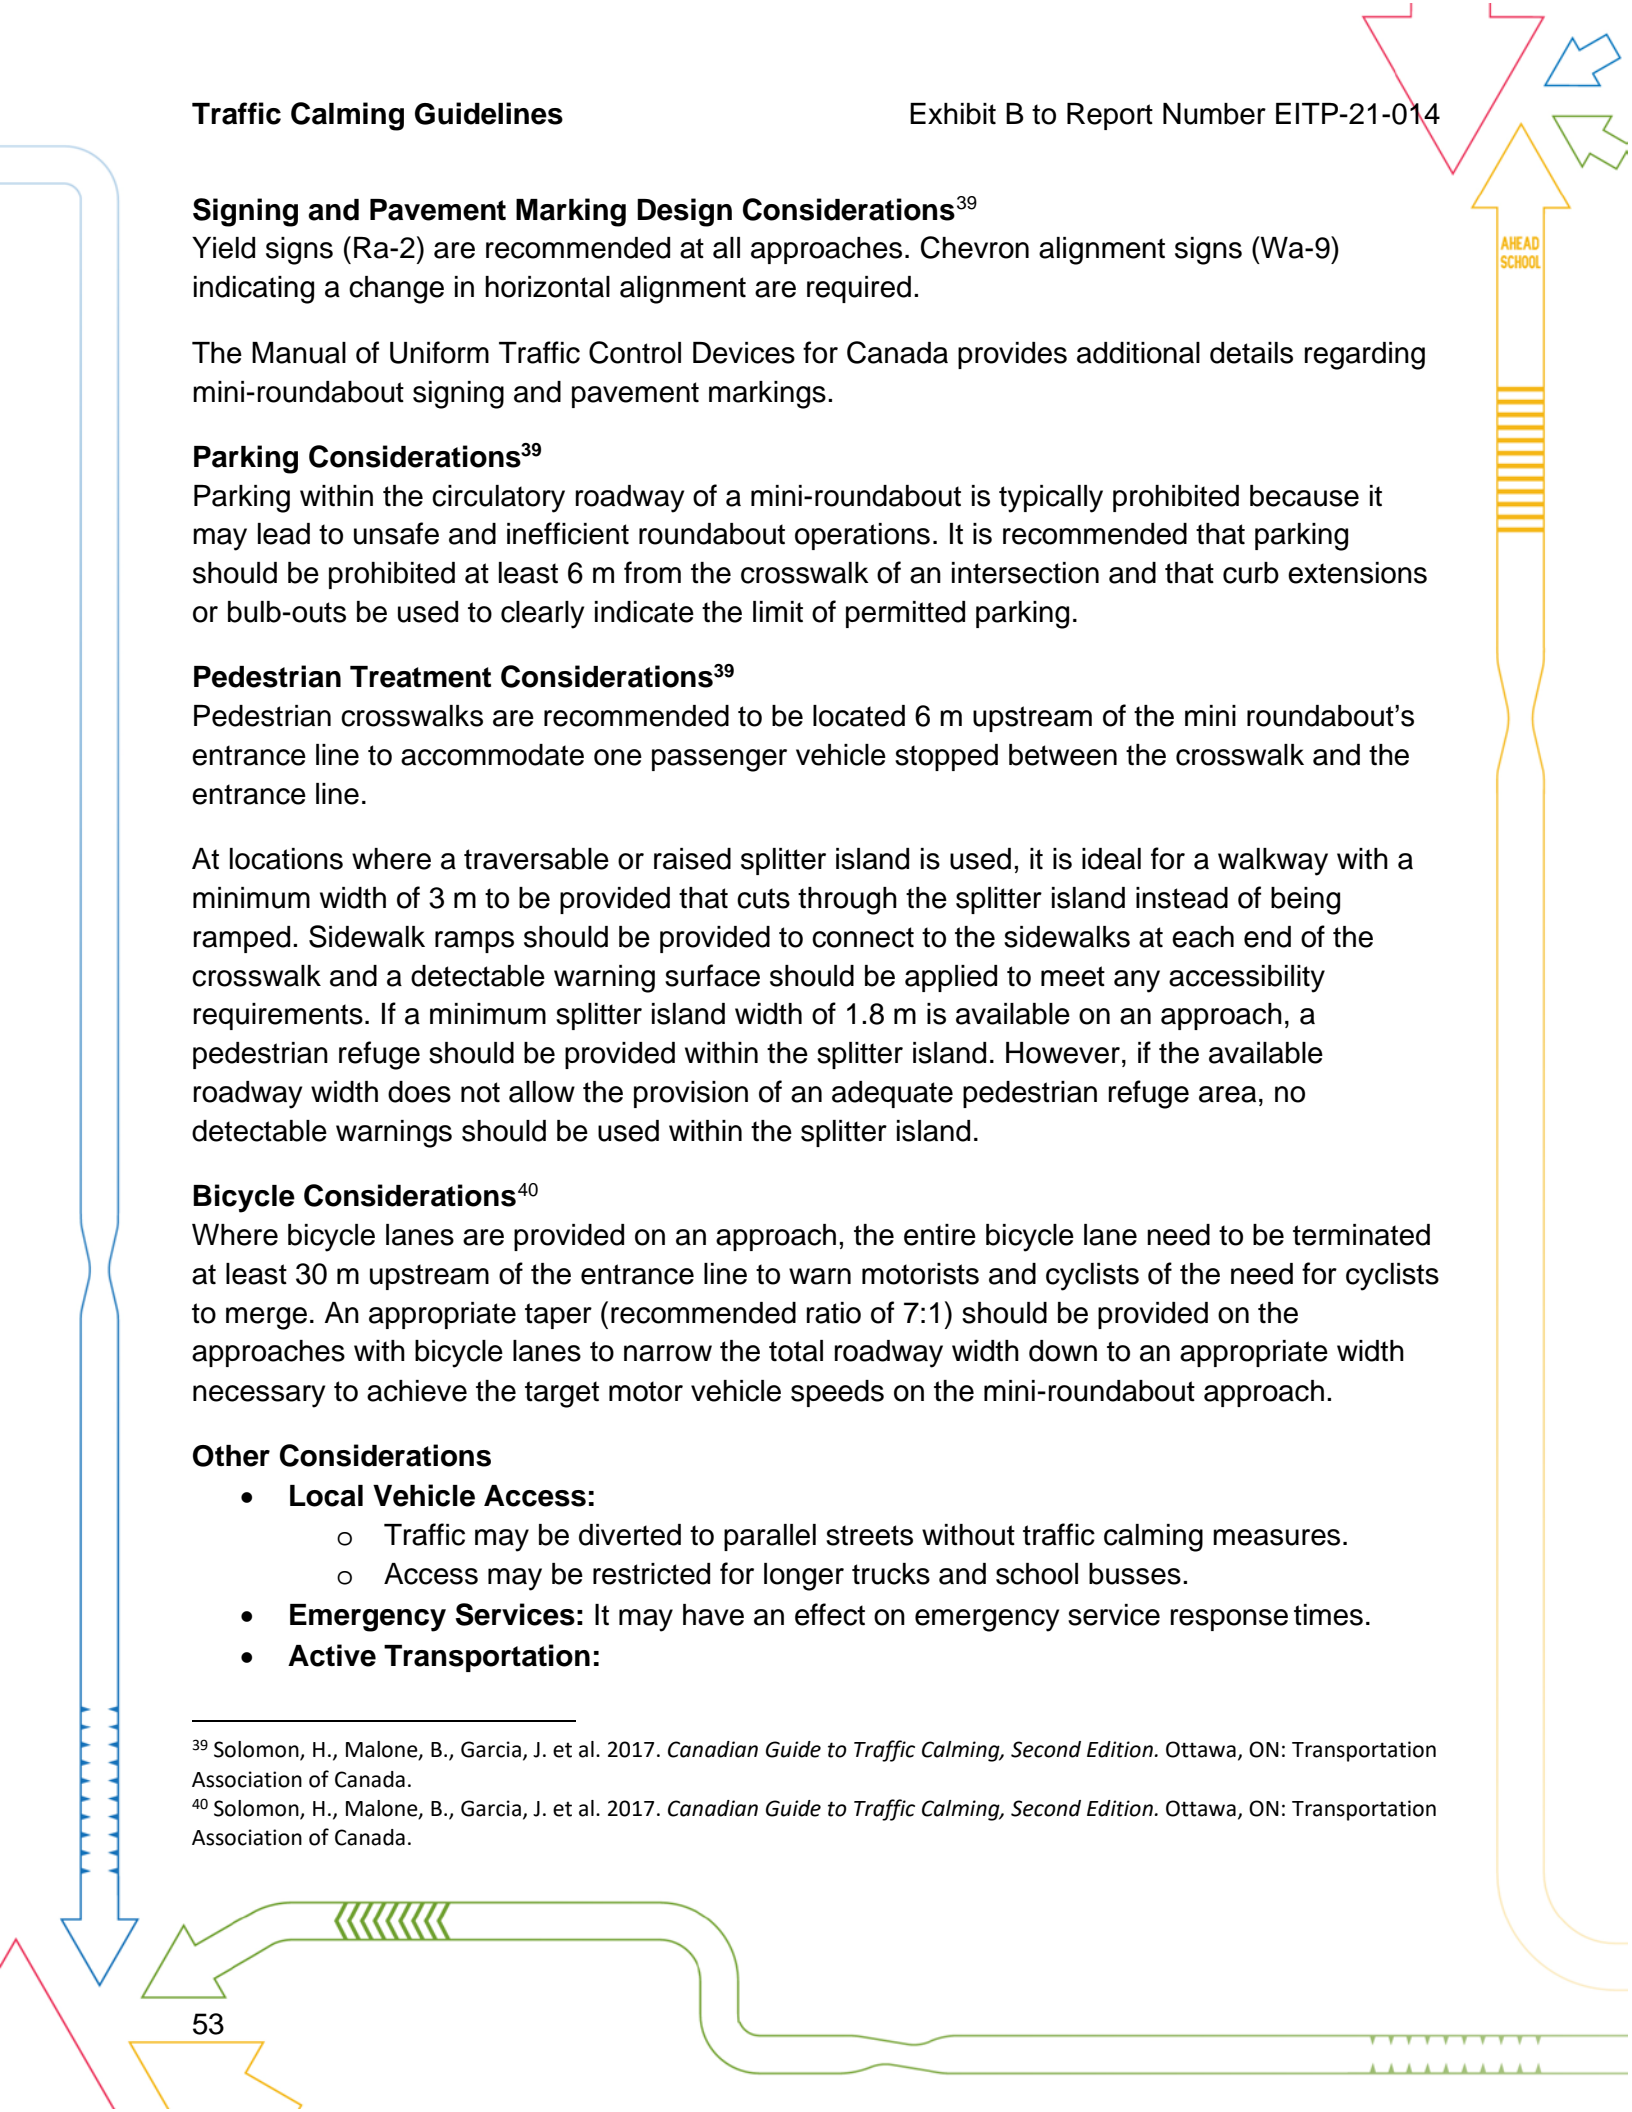 Traffic Calming Guidelines Exhibit B to Report Number EITP-21-014
AHEAD
SCHOOL
Signing and Pavement Marking Design Considerations39
Yield signs (Ra-2) are recommended at all approaches. Chevron alignment signs (Wa-9)
indicating a change in horizontal alignment are required.
The Manual of Uniform Traffic Control Devices for Canada provides additional details regarding
mini-roundabout signing and pavement markings.
Parking Considerations39
Parking within the circulatory roadway of a mini-roundabout is typically prohibited because it
may lead to unsafe and inefficient roundabout operations. It is recommended that parking
should be prohibited at least 6 m from the crosswalk of an intersection and that curb extensions
or bulb-outs be used to clearly indicate the limit of permitted parking.
Pedestrian Treatment Considerations39
Pedestrian crosswalks are recommended to be located 6 m upstream of the mini roundabout’s
entrance line to accommodate one passenger vehicle stopped between the crosswalk and the
entrance line.
At locations where a traversable or raised splitter island is used, it is ideal for a walkway with a
minimum width of 3 m to be provided that cuts through the splitter island instead of being
ramped. Sidewalk ramps should be provided to connect to the sidewalks at each end of the
crosswalk and a detectable warning surface should be applied to meet any accessibility
requirements. If a minimum splitter island width of 1.8 m is available on an approach, a
pedestrian refuge should be provided within the splitter island. However, if the available
roadway width does not allow the provision of an adequate pedestrian refuge area, no
detectable warnings should be used within the splitter island.
Bicycle Considerations40
Where bicycle lanes are provided on an approach, the entire bicycle lane need to be terminated
at least 30 m upstream of the entrance line to warn motorists and cyclists of the need for cyclists
to merge. An appropriate taper (recommended ratio of 7:1) should be provided on the
approaches with bicycle lanes to narrow the total roadway width down to an appropriate width
necessary to achieve the target motor vehicle speeds on the mini-roundabout approach.
Other Considerations
• Local Vehicle Access:
o Traffic may be diverted to parallel streets without traffic calming measures.
o Access may be restricted for longer trucks and school busses.
• Emergency Services: It may have an effect on emergency service response times.
• Active Transportation:
39 Solomon, H., Malone, B., Garcia, J. et al. 2017. Canadian Guide to Traffic Calming, Second Edition. Ottawa, ON: Transportation
Association of Canada.
40 Solomon, H., Malone, B., Garcia, J. et al. 2017. Canadian Guide to Traffic Calming, Second Edition. Ottawa, ON: Transportation
Association of Canada.
53